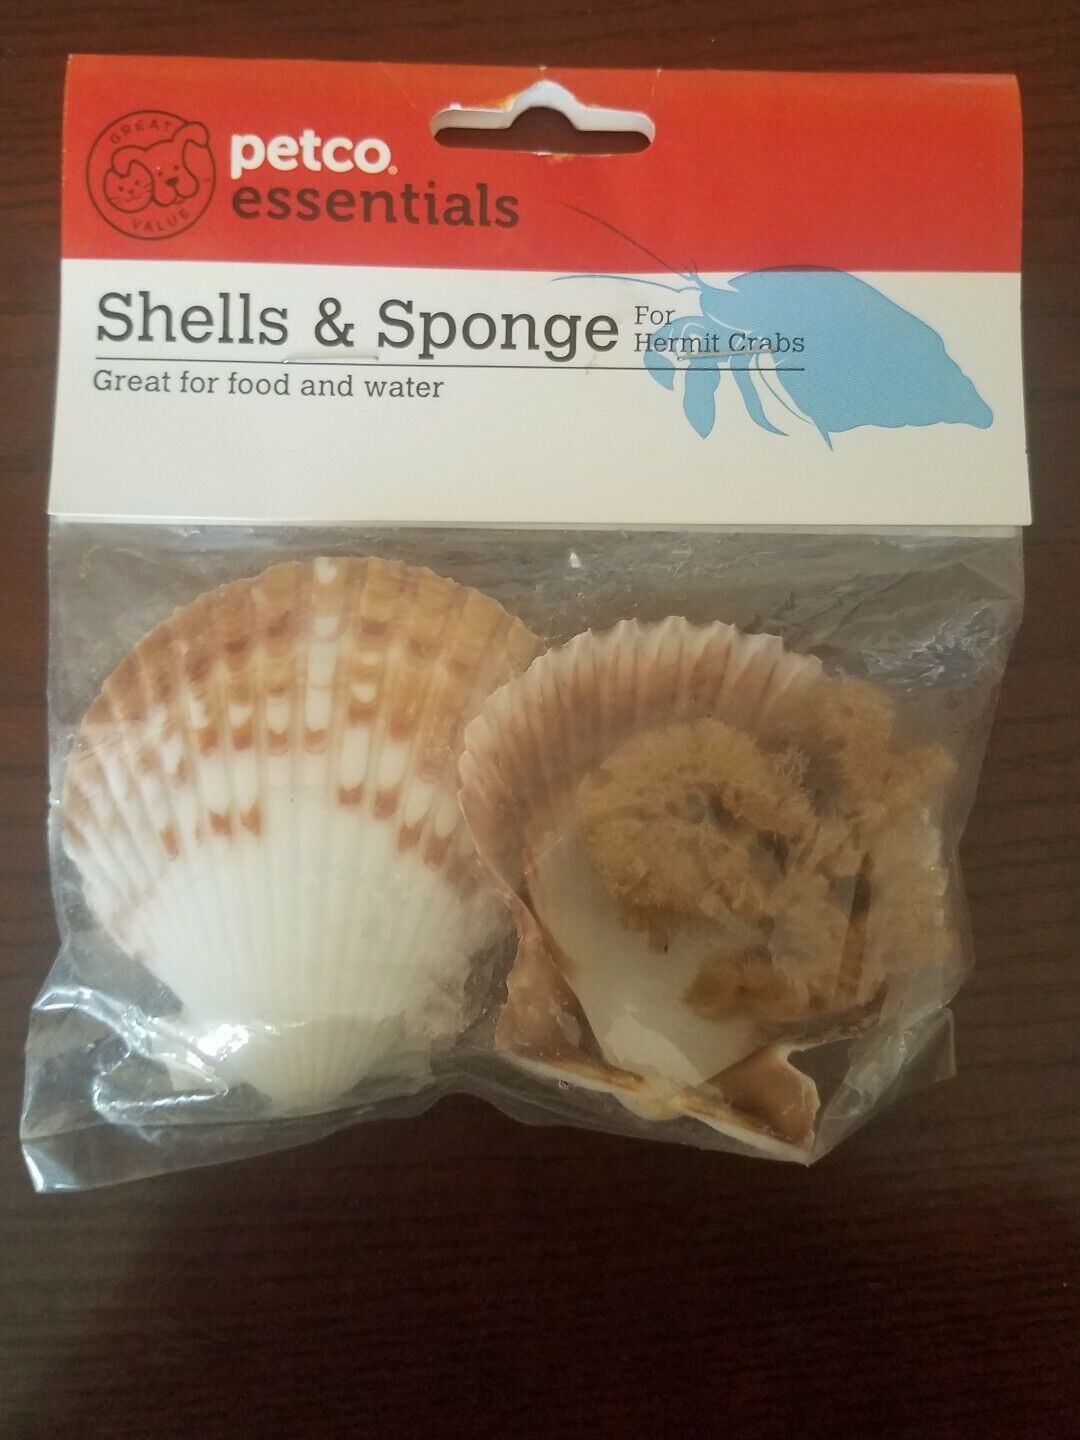 GREAT
VALUE
petco
essentials
Shells & Sponge
For
Hermit Crabs
Great for food and water